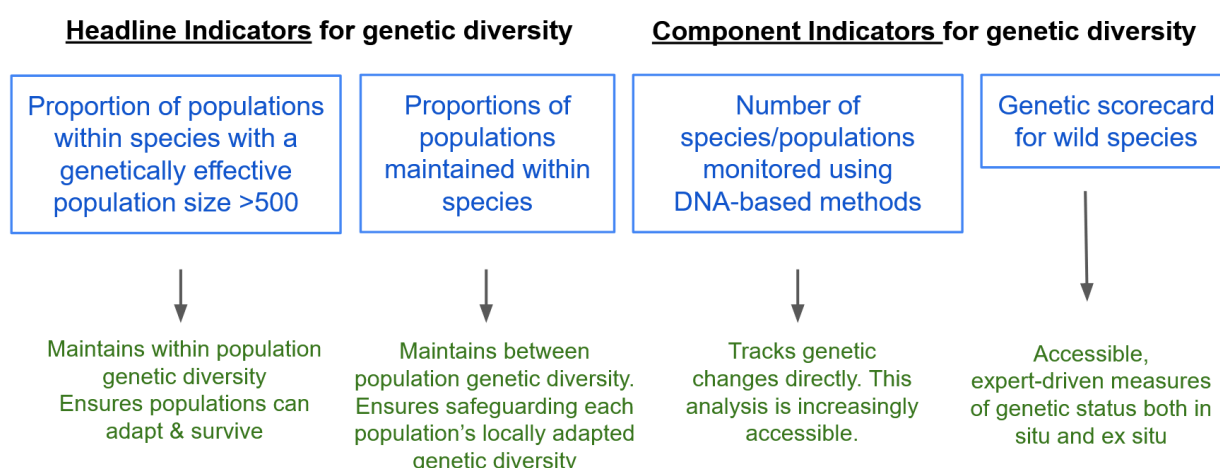 Headline Indicators for genetic diversity
Component Indicators for genetic diversity
Proportion of populations
within species with a
genetically effective
population size >500
Proportions of
populations
maintained within
species
Number of
species/populations
monitored using
DNA-based methods
Genetic scorecard
for wild species
Maintains within population
genetic diversity
Ensures populations can
adapt & survive
Maintains between
population genetic diversity.
Ensures safeguarding each
population's locally adapted
genetic diversity
Tracks genetic
changes directly. This
analysis is increasingly
accessible.
Accessible,
expert-driven measures
of genetic status both in
situ and ex situ